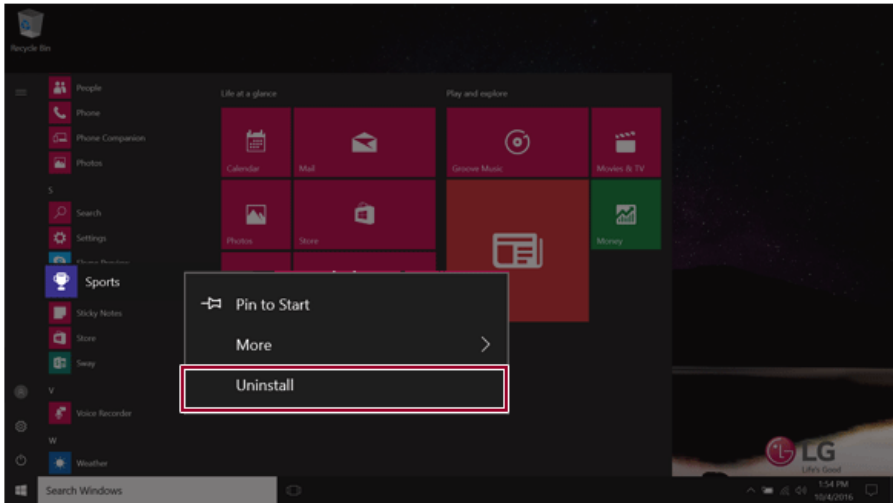 Recycle Bin
People
Phone
Phone Companion
Photos
S
Search
Settings
Sports
Sticky Notes
Store
Sway
V
Voice Recorder
W
Weather
Life at a glance
Calendar
Mail
Photos
Store
Play and explore
Groove Music
Movies & TV
Money
Pin to Start
More
Uninstall
LG
Life's Good
Search Windows
1:54 PM
10/4/2016